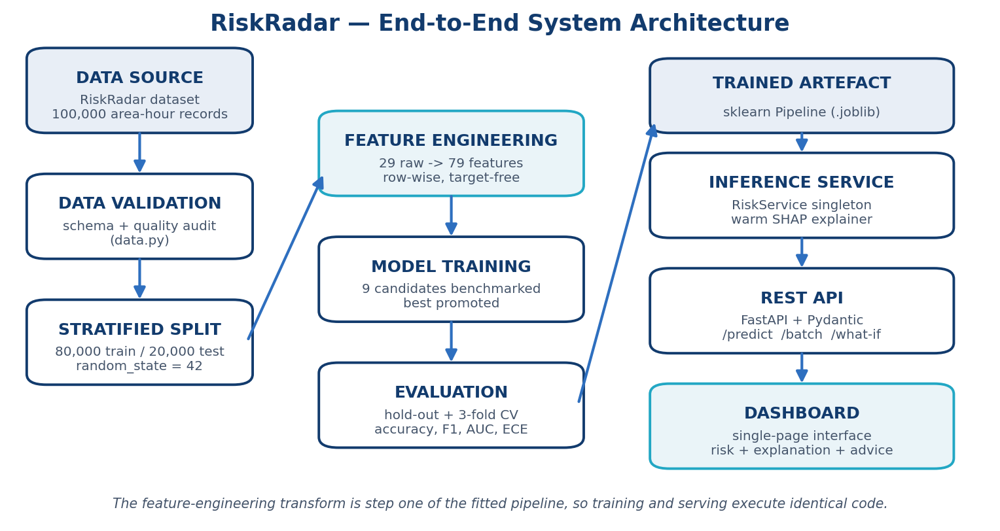 RiskRadar — End-to-End System Architecture
DATA SOURCE
RiskRadar dataset
100,000 area-hour records
DATA VALIDATION
schema + quality audit
(data.py)
STRATIFIED SPLIT
80,000 train / 20,000 test
random_state = 42
FEATURE ENGINEERING
29 raw -> 79 features
row-wise, target-free
MODEL TRAINING
9 candidates benchmarked
best promoted
EVALUATION
hold-out + 3-fold CV
accuracy, F1, AUC, ECE
TRAINED ARTEFACT
sklearn Pipeline (.joblib)
INFERENCE SERVICE
RiskService singleton
warm SHAP explainer
REST API
FastAPI + Pydantic
/predict  /batch  /what-if
DASHBOARD
single-page interface
risk + explanation + advice
The feature-engineering transform is step one of the fitted pipeline, so training and serving execute identical code.